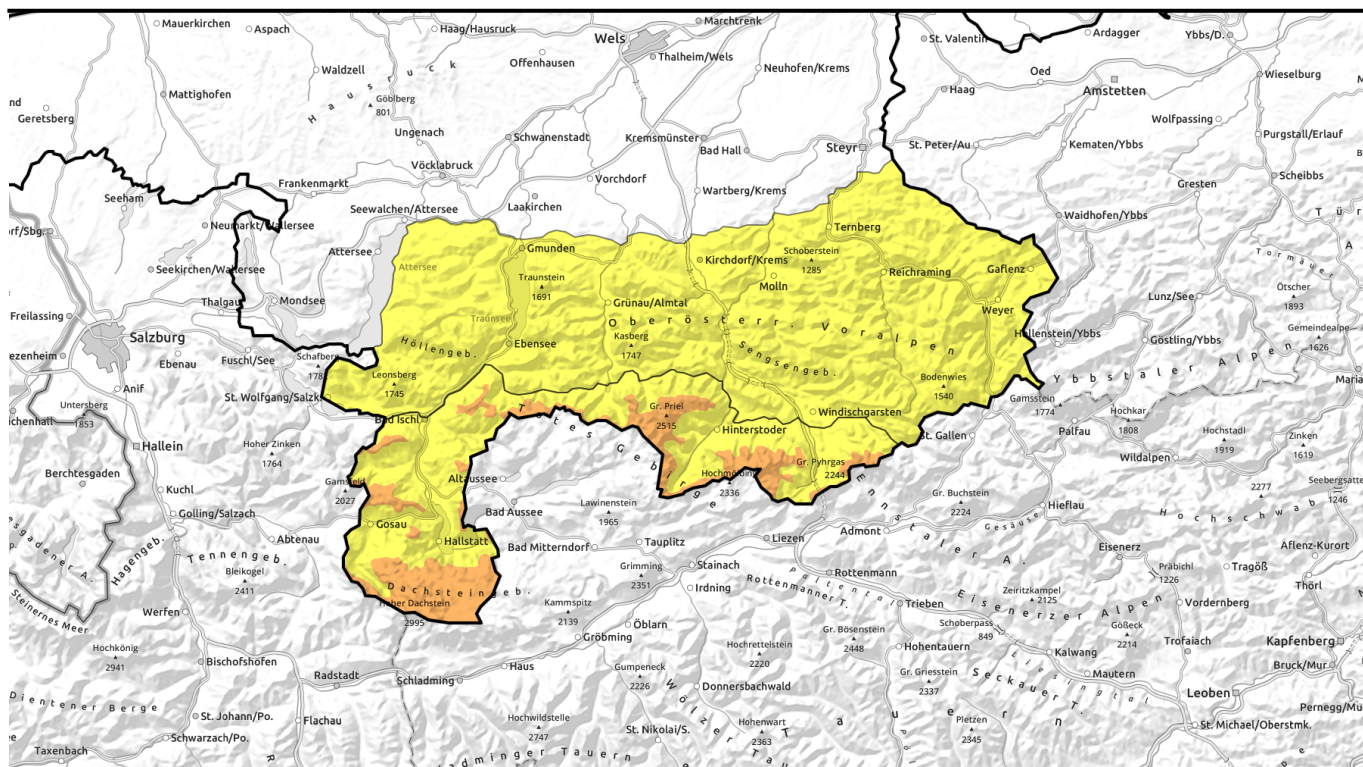 Mauerkirchen
Aspach
Haag/Hausruck
Wels
Marchtrenk
St. Valentin
Ardagger
Ybbs/D.
Thalheim/Wels
Offenhausen
Waldzell
Neuhofen/Krems
Oed
Wieselburg
Mattighofen
Hausruck
Göblberg
801
Haag
Amstetten
Geretsberg
Wolfpassing
Ungenach
Schwanenstadt
Kremsmünster
Bad Hall
Steyr
St. Peter/Au
Kematen/Ybbs
Purgstall/Erlauf
Vöcklabruck
Frankenmarkt
Vorchdorf
Wartberg/Krems
Gresten
Scheibbs
Seeham
Seewalchen/Attersee
Laakirchen
Waidhofen/Ybbs
Neumarkt/Wallersee
Ternberg
Attersee
Gmunden
Schoberstein
1285
Kirchdorf/Krems
Seekirchen/Wallersee
Attersee
Traunstein
1691
Molln
Reichraming
Gaflenz
Tormäuer
Ötscher
1893
Thalgau
Mondsee
Grünau/Almtal
Weyer
Lunz/See
Freilassing
Traunsee
Oberösterr. Voralpen
Salzburg
Kasberg
1747
Hollenstein/Ybbs
Göstling/Ybbs
Gemeindealpe
1626
Ebenau
Fuschl/See
Höllengeb.
Ebensee
Sengsengeb.
Ybbstaler Alpen
Schafberg
Leonsberg
1745
Bodenwies
1540
Anif
St. Wolfgang/Salzk
Gamsstein
1774
Untersberg
1853
Bad Ischl
Totes Gebirge
Gr. Priel
2515
Windischgarsten
Hochkar
1808
Hallein
Hoher Zinken
1764
Hinterstoder
St. Gallen
Palfau
Hochstadl
1919
Zinken
1619
Berchtesgaden
Gamsfeld
2027
Altaussee
Hochmölbing
2336
Gr. Pyhrgas
2244
Wildalpen
Kuchl
Lawinenstein
1965
Ennstaler A.
Gr. Buchstein
2224
2277
1246
Golling/Salzach
Bad Aussee
Gesäuse
Hieflau
Hochschwab
Gosau
Abtenau
Hallstatt
Bad Mitterndorf
Tauplitz
Liezen
Admont
Hagengeb.
Tennengeb.
Eisenerz
Aflenz-Kurort
Bleikogel
2411
Grimming
2351
Stainach
Präbichl
1226
Tragöß
Rottenmann
Paltental
Rottenmanner T.
Irdning
Thörl
Steinernes Meer
Dachsteingeb.
Zeiritzkampel
2125
Eisenerzer Alpen
Vordernberg
Werfen
Hoher Dachstein
2995
Kammspitz
2139
Trieben
Öblarn
Schoberpass
849
Gößeck
2214
Gröbming
Gr. Bösenstein
2448
Trofaiach
Kapfenberg
Hochkönig
2941
Hochrettelstein
2220
Hohentauern
Kalwang
Bischofshofen
Haus
Gumpeneck
2226
Gr. Griesstein
2337
Liesingtal
Bruck/Mur
Radstadt
Schladming
Donnersbachwald
Seckauer T.
Mautern
Leoben
Dientener Berge
Wölzer
St. Johann/Po.
Flachau
Hochwildstelle
2747
St. Nikolai/S.
Hohenwart
2363
Pletzen
2345
St. Michael/Oberstmk.
Schwarzach/Po.
Taxenbach